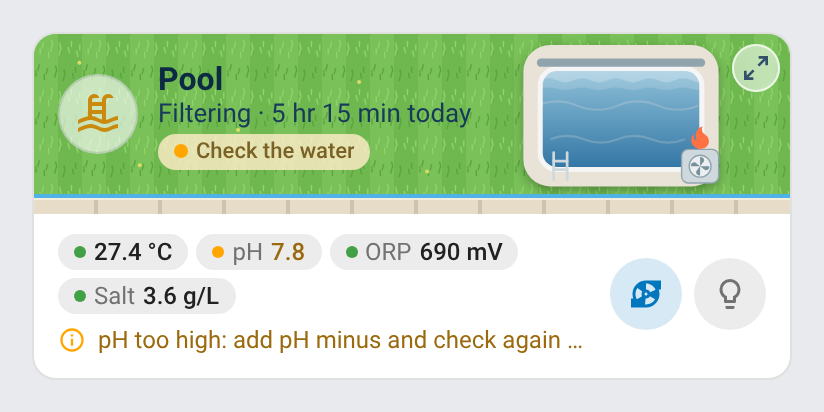 Pool
Filtering · 5 hr 15 min today
Check the water
27.4 °C
pH 7.8
ORP 690 mV
Salt 3.6 g/L
pH too high: add pH minus and check again ...